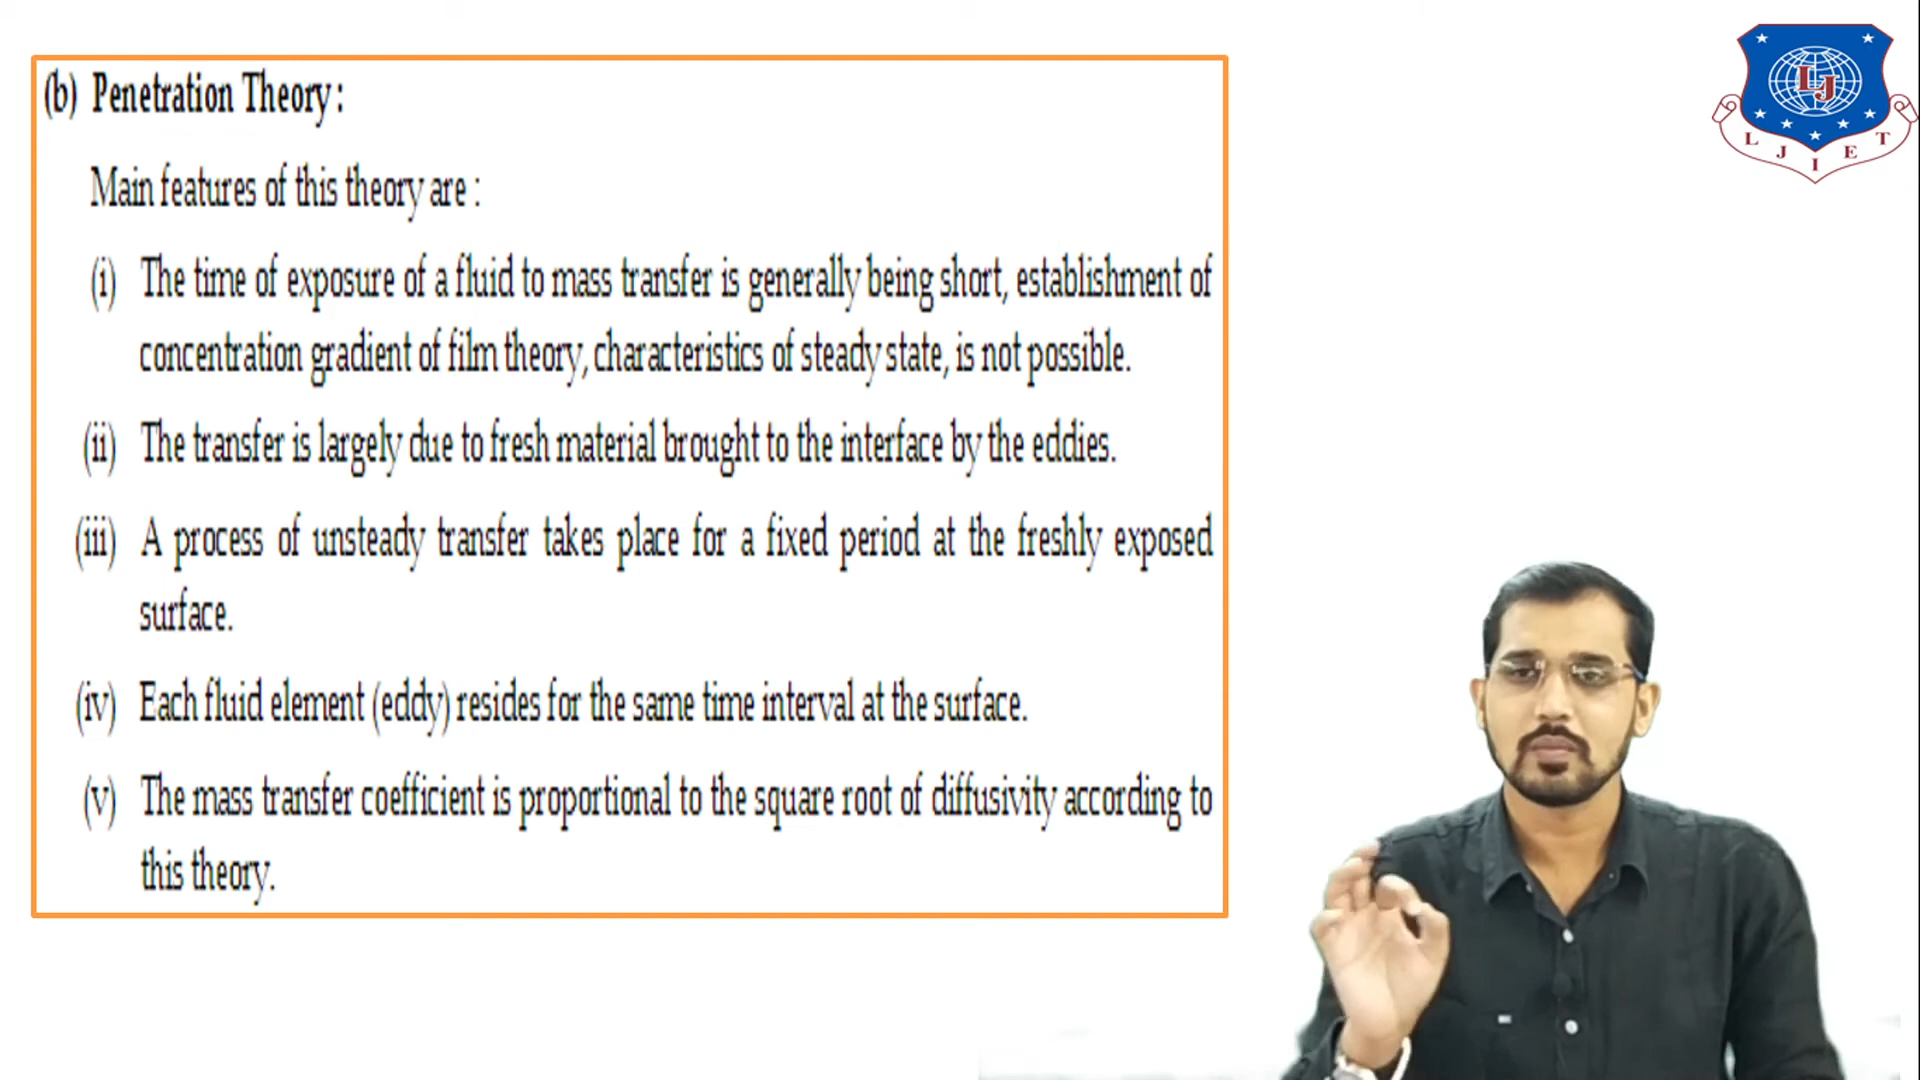 (b) Penetration Theory :
Main features of this theory are :
(i) The time of exposure of a fluid to mass transfer is generally being short, establishment of
concentration gradient of film theory, characteristics of steady state, is not possible.
(ii) The transfer is largely due to fresh material brought to the interface by the eddies.
(iii) A process of unsteady transfer takes place for a fixed period at the freshly exposed
surface.
(iv) Each fluid element (eddy) resides for the same time interval at the surface.
(v) The mass transfer coefficient is proportional to the square root of diffusivity according to
this theory.
LJ
L J I E T